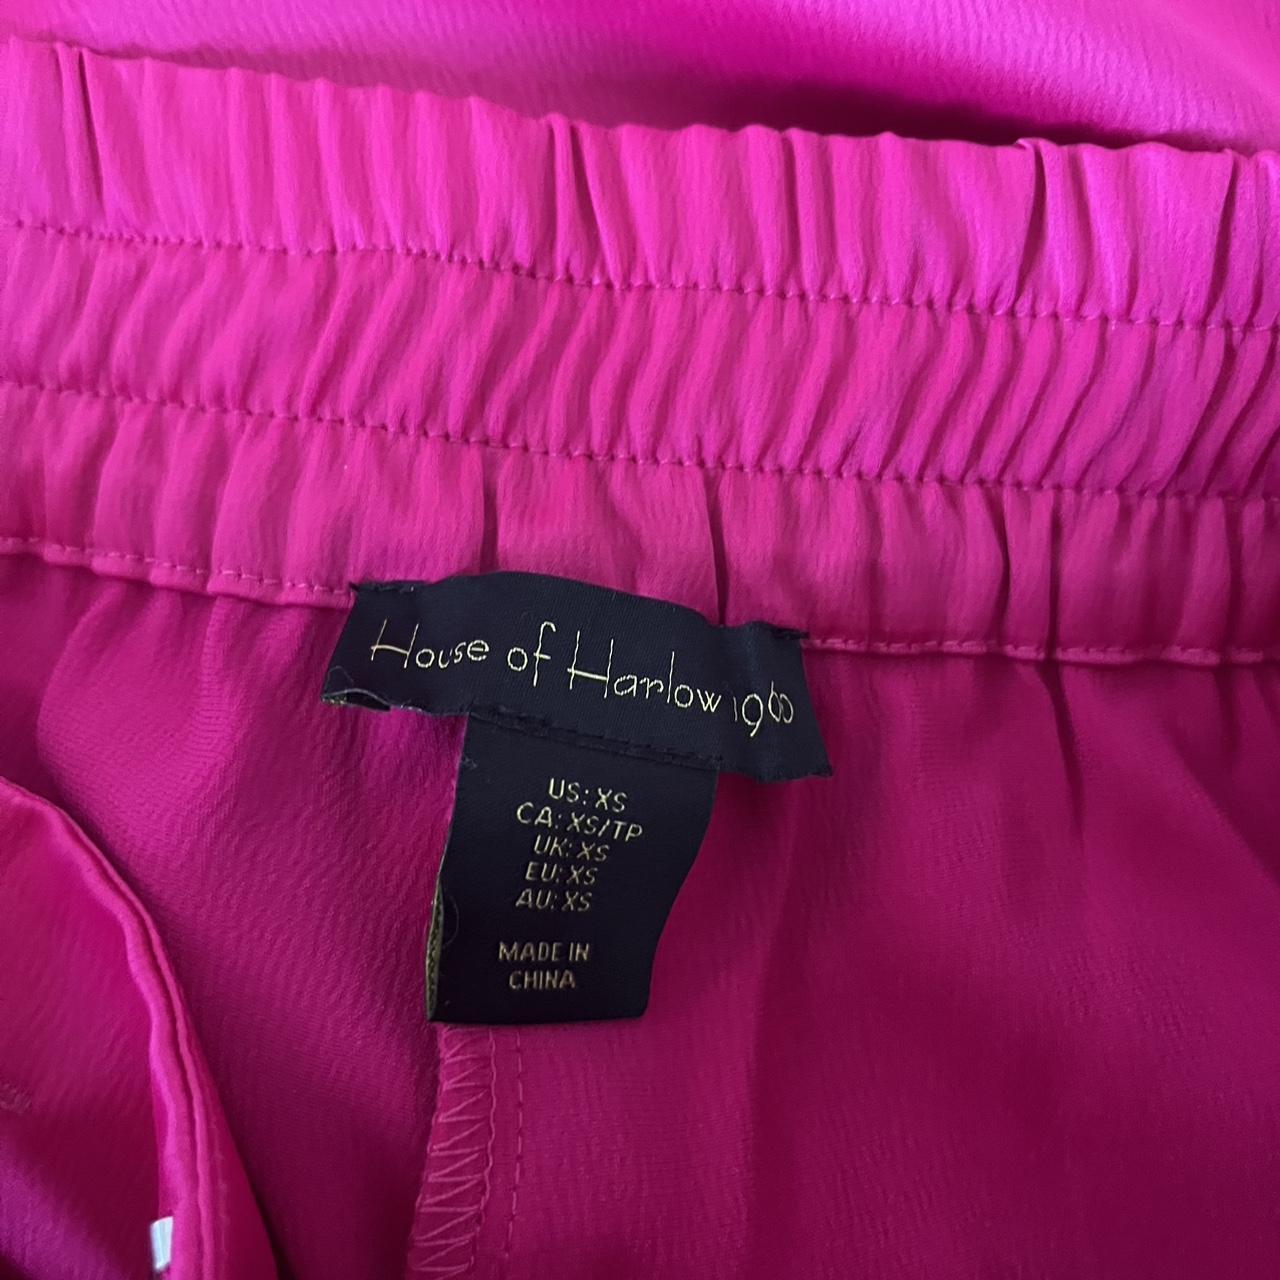 House of Harlow 1960
US: XS
CA: XS/TP
UK: XS
EU: XS
AU: XS
MADE IN
CHINA